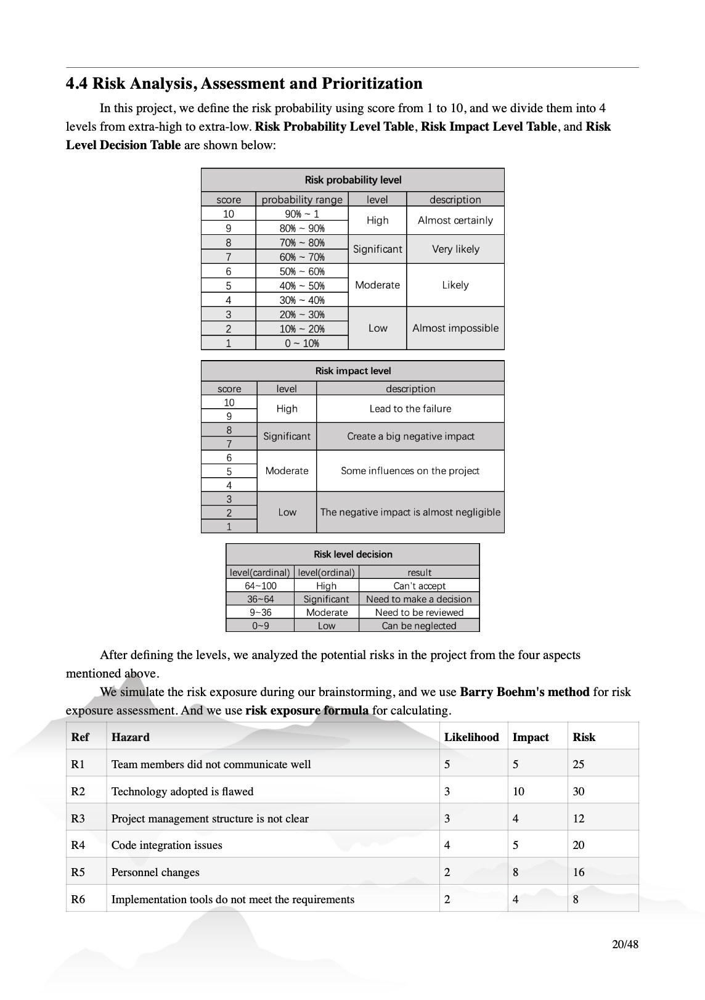 4.4 Risk Analysis, Assessment and Prioritization
In this project, we define the risk probability using score from 1 to 10, and we divide them into 4
levels from extra-high to extra-low. Risk Probability Level Table, Risk Impact Level Table, and Risk
Level Decision Table are shown below:
Risk probability level
score probability range level description
10 90% ~ 1
High Almost certainly
9 80% ~ 90%
8 70% ~ 80%
Significant Very likely
7 60% ~ 70%
6 50% ~ 60%
5 40% ~ 50% Moderate Likely
4 30% ~ 40%
3 20% ~ 30%
2 10% ~ 20% Low Almost impossible
1 0 ~ 10%
Risk impact level
score level description
10
High Lead to the failure
9
8
Significant Create a big negative impact
7
6
5 Moderate Some influences on the project
4
3
2 Low The negative impact is almost negligible
1
Risk level decision
level(cardinal) level(ordinal) result
64~100 High Can't accept
36~64 Significant Need to make a decision
9~36 Moderate Need to be reviewed
0~9 Low Can be neglected
After defining the levels, we analyzed the potential risks in the project from the four aspects
mentioned above.
We simulate the risk exposure during our brainstorming, and we use Barry Boehm's method for risk
exposure assessment. And we use risk exposure formula for calculating.
Ref Hazard Likelihood Impact Risk
R1 Team members did not communicate well 5 5 25
R2 Technology adopted is flawed 3 10 30
R3 Project management structure is not clear 3 4 12
R4 Code integration issues 4 5 20
R5 Personnel changes 2 8 16
R6 Implementation tools do not meet the requirements 2 4 8
20/48